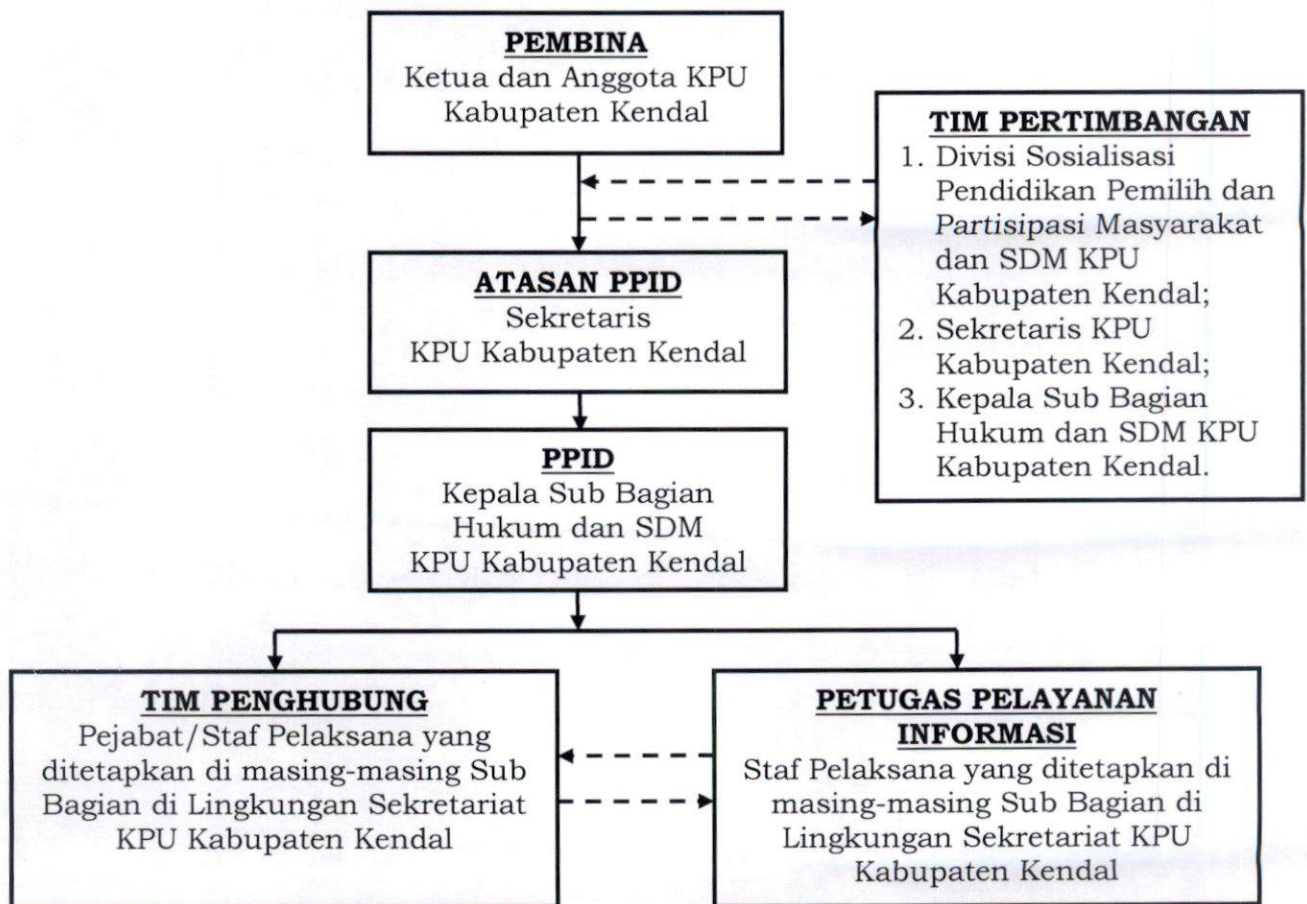 PEMBINA
Ketua dan Anggota KPU
Kabupaten Kendal
TIM PERTIMBANGAN
1. Divisi Sosialisasi
Pendidikan Pemilih dan
Partisipasi Masyarakat
dan SDM KPU
Kabupaten Kendal;
2. Sekretaris KPU
Kabupaten Kendal;
3. Kepala Sub Bagian
Hukum dan SDM KPU
Kabupaten Kendal.
ATASAN PPID
Sekretaris
KPU Kabupaten Kendal
PPID
Kepala Sub Bagian
Hukum dan SDM
KPU Kabupaten Kendal
TIM PENGHUBUNG
Pejabat/Staf Pelaksana yang
ditetapkan di masing-masing Sub
Bagian di Lingkungan Sekretariat
KPU Kabupaten Kendal
PETUGAS PELAYANAN
INFORMASI
Staf Pelaksana yang ditetapkan di
masing-masing Sub Bagian di
Lingkungan Sekretariat KPU
Kabupaten Kendal